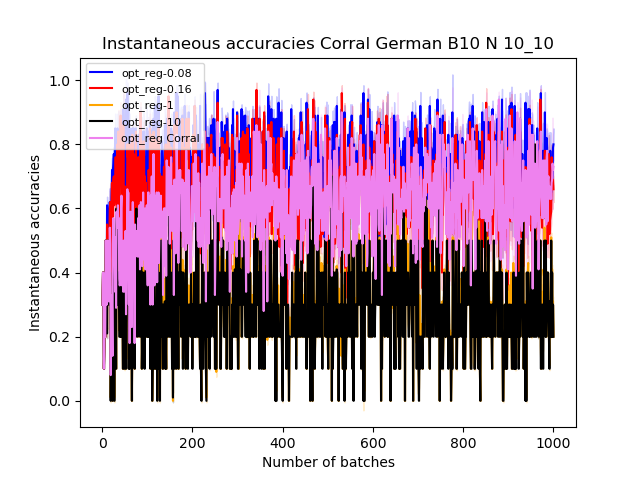 Instantaneous accuracies Corral German B10 N 10_10
opt_reg-0.08
opt_reg-0.16
opt_reg-1
opt_reg-10
opt_reg Corral
1.0
0.8
0.6
0.4
0.2
0.0
Instantaneous accuracies
0 200 400 600 800 1000
Number of batches